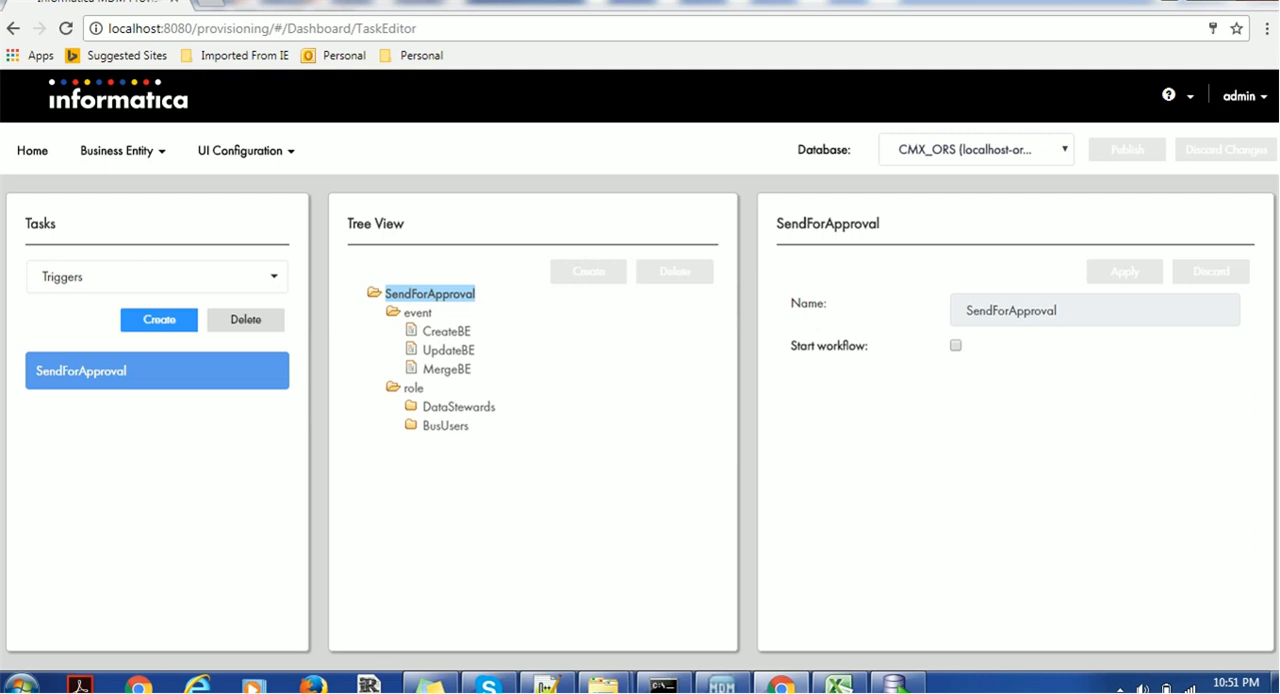 localhost:8080/provisioning/#/Dashboard/TaskEditor
Apps Suggested Sites Imported From IE Personal Personal
informatica
admin
Home Business Entity UI Configuration Database: CMX_ORS (localhost-or... Publish Discard Changes
Tasks
Triggers
Create Delete
SendForApproval
Tree View
Create Delete
SendForApproval
event
CreateBE
UpdateBE
MergeBE
role
DataStewards
BusUsers
SendForApproval
Apply Discard
Name: SendForApproval
Start workflow:
MDM
10:51 PM